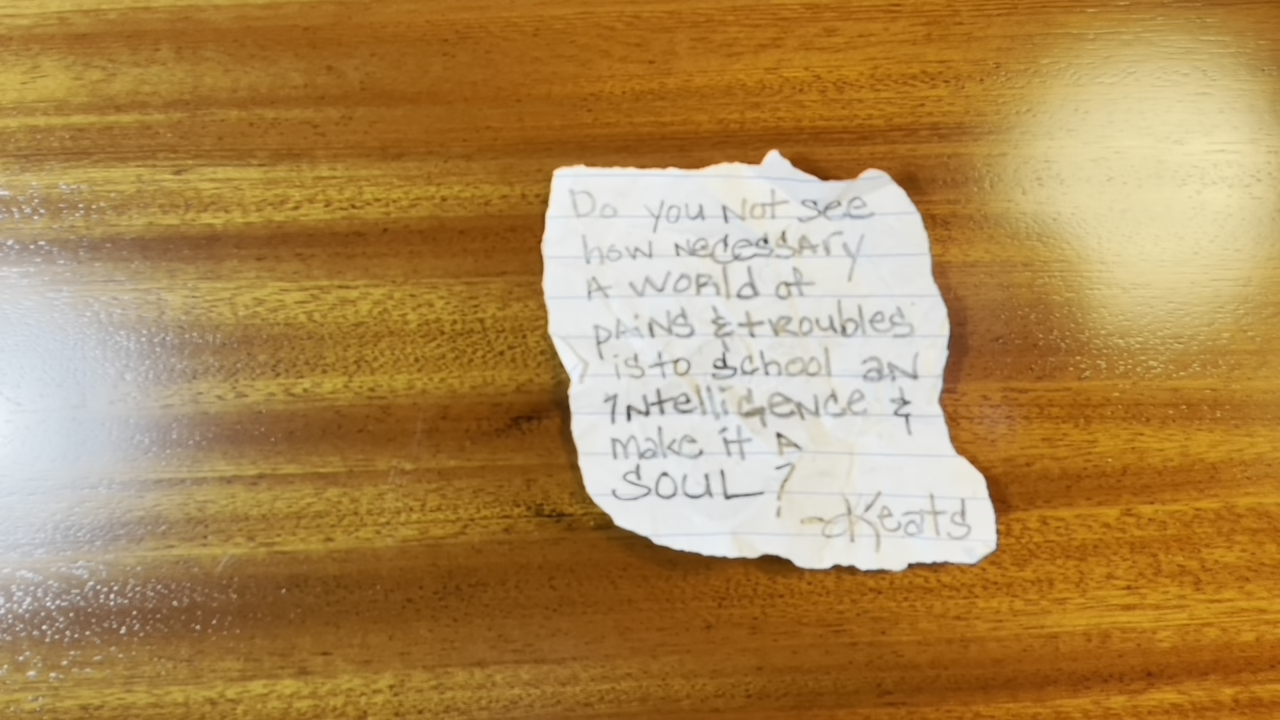 Do you Not see
how NecessAry
A WORld of
pAiNS & tRoubles
is to school aN
INtelliGeNce &
make it A
SOUL?
-Keats